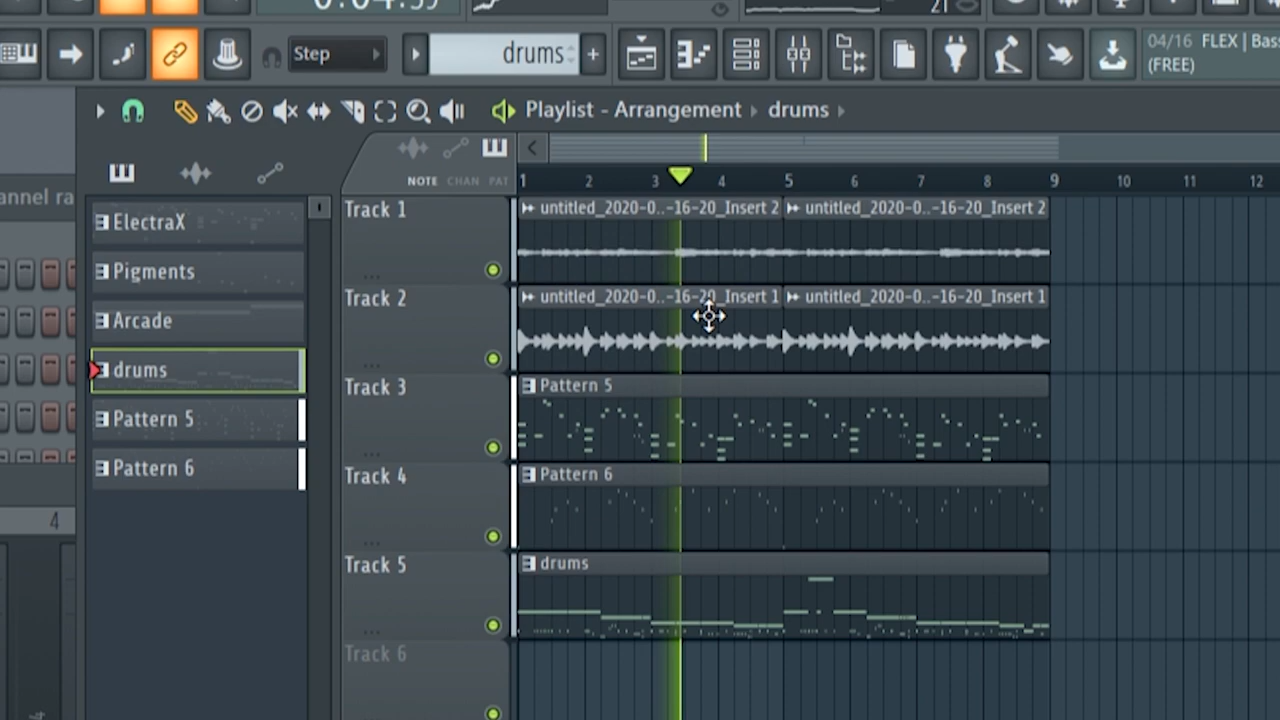 Step
drums
+
04/16 FLEX | Bas
(FREE)
Playlist - Arrangement
drums
annel ra
NOTE CHAN PAT
1 2 3 4 5 6 7 8 9 10 11 12
ElectraX
Pigments
Arcade
drums
Pattern 5
Pattern 6
4
Track 1
untitled_2020-0..-16-20_Insert 2
untitled_2020-0..-16-20_Insert 2
Track 2
untitled_2020-0..-16-20_Insert 1
untitled_2020-0..-16-20_Insert 1
Track 3
Pattern 5
Track 4
Pattern 6
Track 5
drums
Track 6